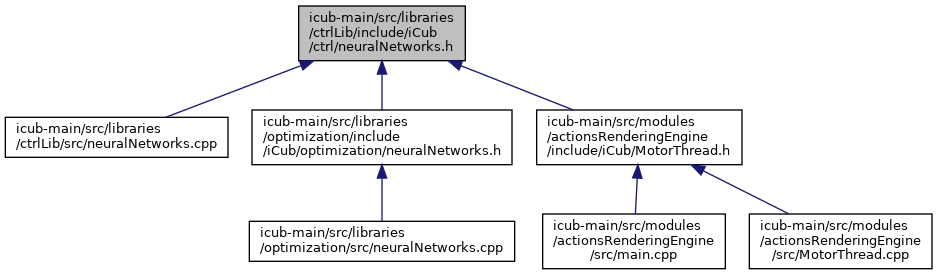 icub-main/src/libraries
/ctrlLib/include/iCub
/ctrl/neuralNetworks.h
icub-main/src/libraries
/ctrlLib/src/neuralNetworks.cpp
icub-main/src/libraries
/optimization/include
/iCub/optimization/neuralNetworks.h
icub-main/src/modules
/actionsRenderingEngine
/include/iCub/MotorThread.h
icub-main/src/libraries
/optimization/src/neuralNetworks.cpp
icub-main/src/modules
/actionsRenderingEngine
/src/main.cpp
icub-main/src/modules
/actionsRenderingEngine
/src/MotorThread.cpp